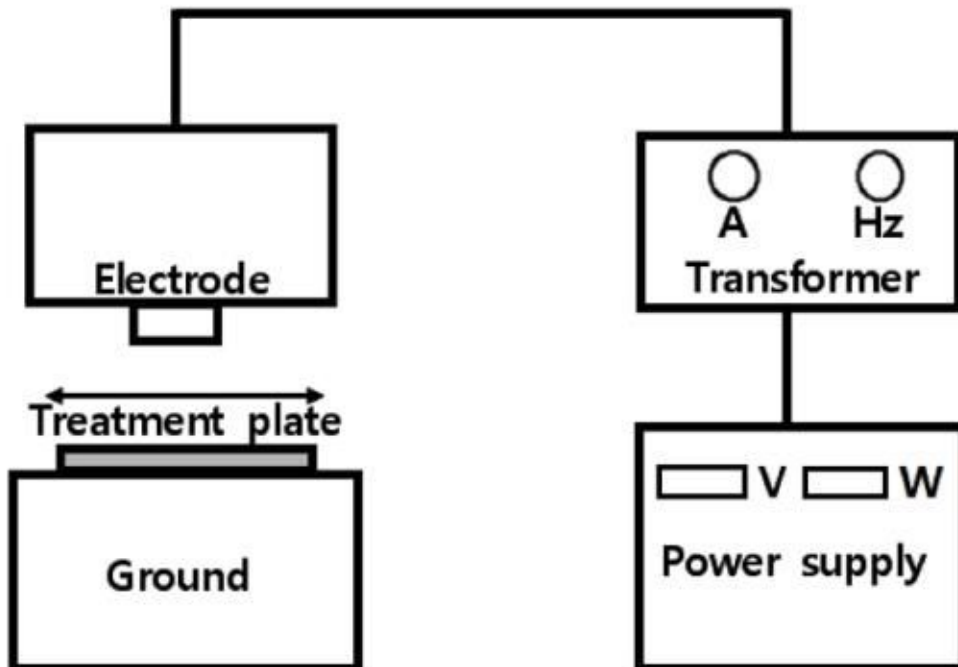 Electrode
Treatment plate
Ground
A Hz
Transformer
V W
Power supply